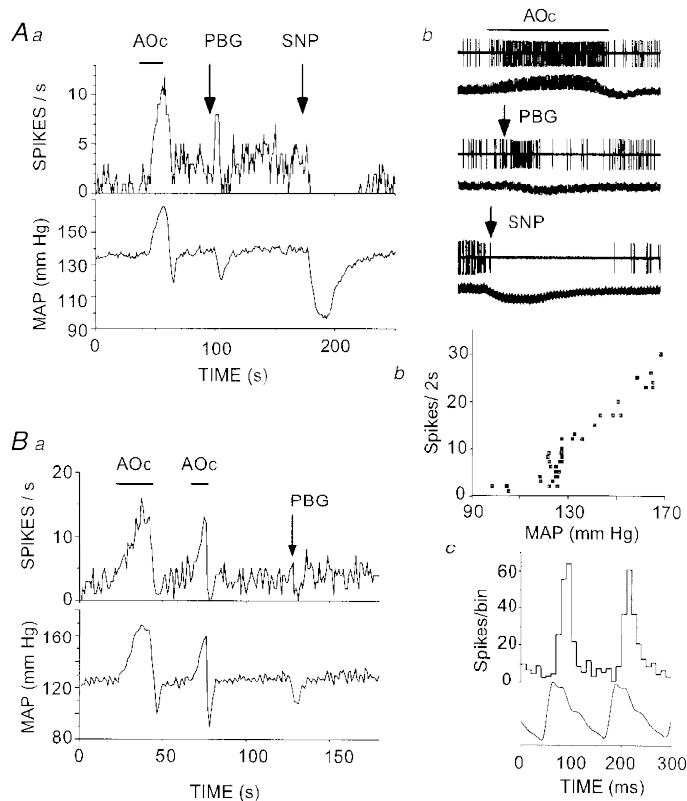 A a
AOc PBG SNP
SPIKES / s
10
5
0
MAP (mm Hg)
150
130
110
90
0 100 200
TIME (s)
b
AOc
PBG
SNP
B a
AOc AOc PBG
SPIKES / s
20
10
5
0
MAP (mm Hg)
160
120
80
0 50 100 150
TIME (s)
b
Spikes/ 2s
30
20
10
0
90 130 170
MAP (mm Hg)
c
Spikes/bin
60
40
20
0
0 100 200 300
TIME (ms)